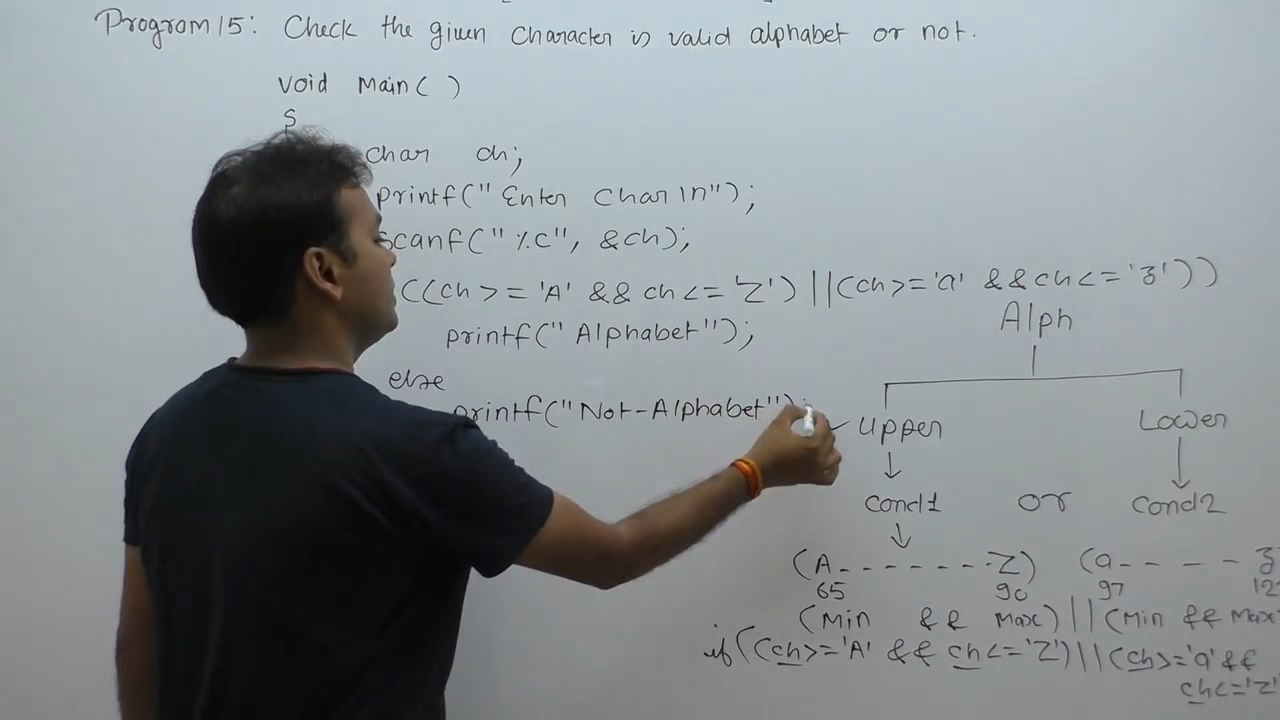 Program 15: Check the given Character is valid alphabet or not.
void Main( )
{
char ch;
printf(" Enter Char \n");
scanf(" %c", &ch);
((ch >= 'A' && ch <= 'Z') ||(ch>='a' && ch<='z'))
printf(" Alphabet");
else
printf("Not-Alphabet");
Alph
Upper Lower
Cond1 or Cond2
(A - - - - - - - Z) (a - - - - z
65 90 97
(Min && Max) || (Min && Max
if((ch>='A' && ch<='Z')||(ch>='a' &&
ch<='z'